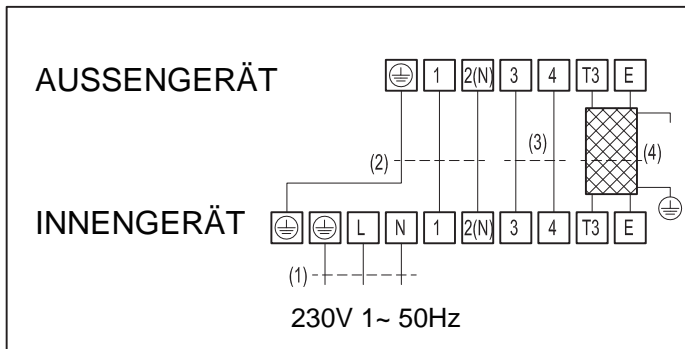 AUSSENGERÄT
1 2(N) 3 4 T3 E
(2) (3) (4)
INNENGERÄT
L N 1 2(N) 3 4 T3 E
(1)
230V 1~ 50Hz